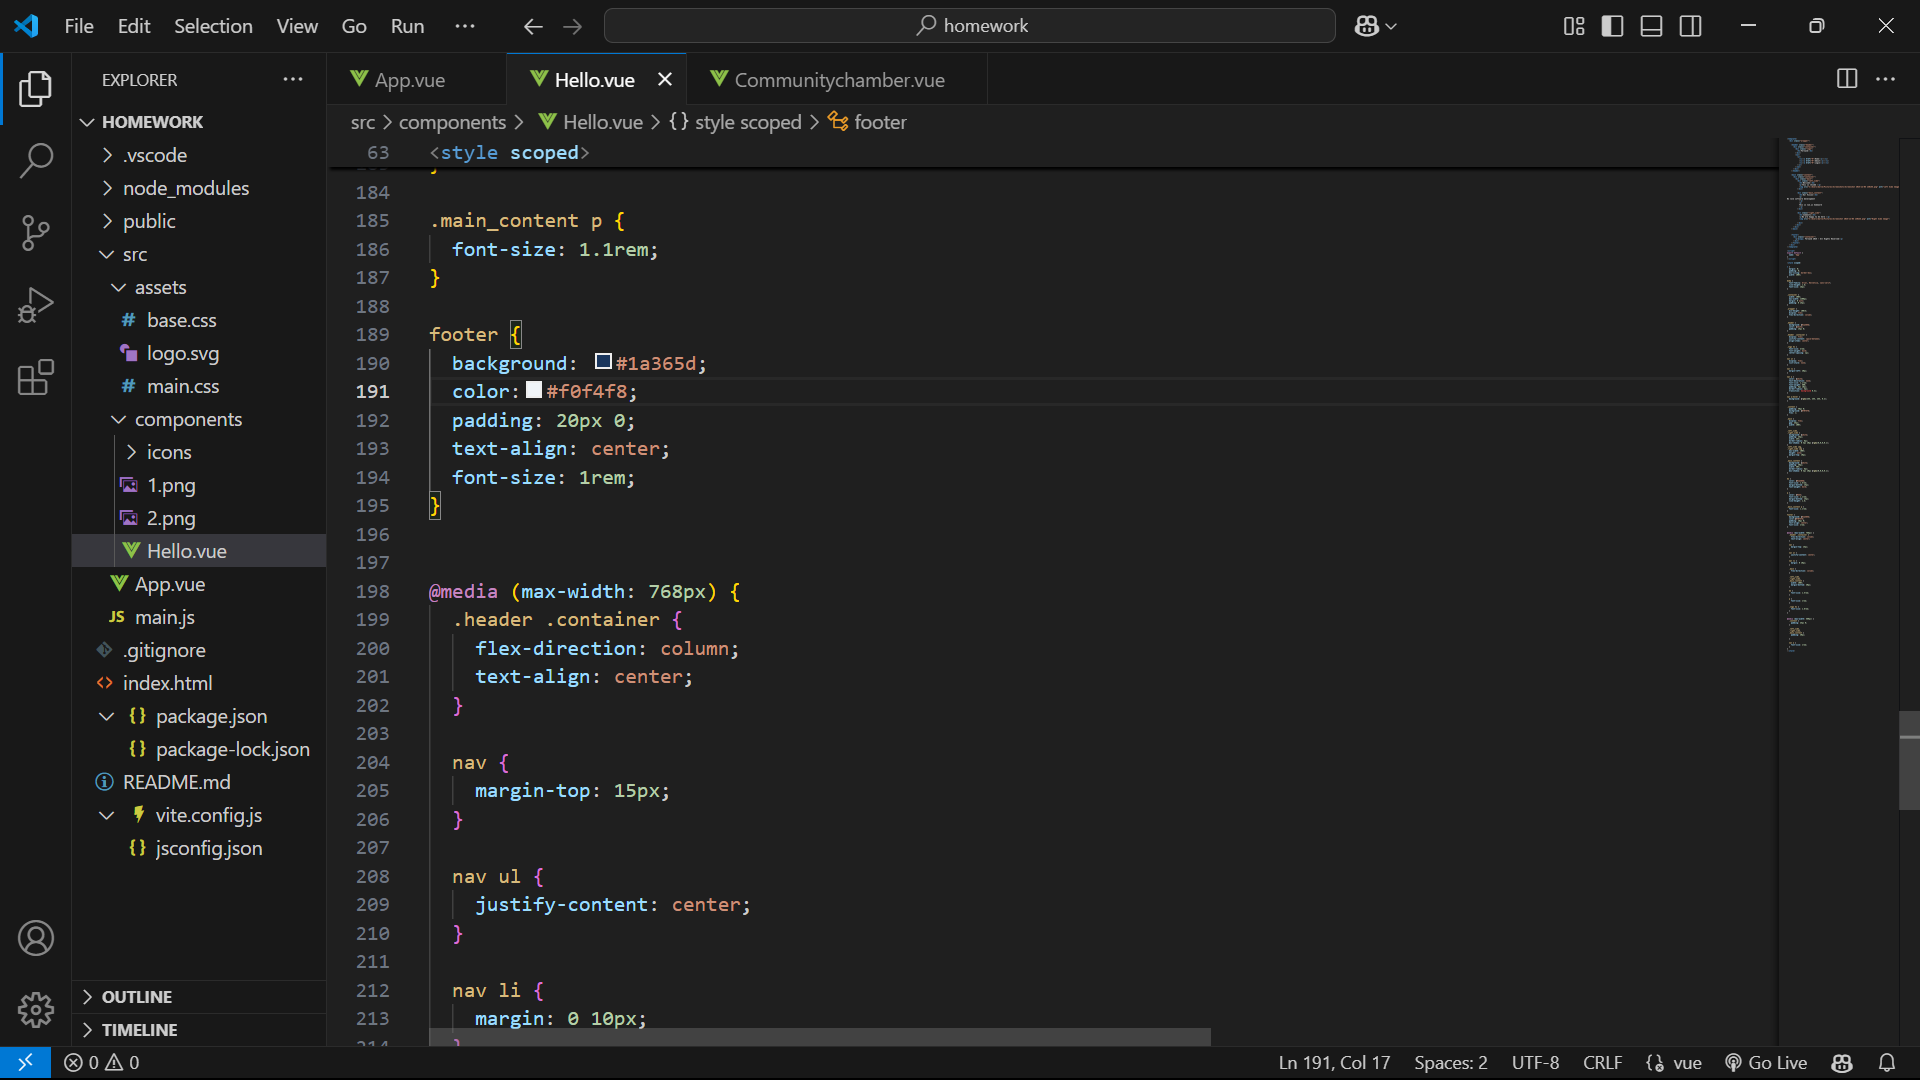 File Edit Selection View Go Run ··· homework
EXPLORER ···
HOMEWORK
.vscode
node_modules
public
src
assets
# base.css
logo.svg
# main.css
components
icons
1.png
2.png
Hello.vue
App.vue
JS main.js
.gitignore
<> index.html
{} package.json
{} package-lock.json
README.md
vite.config.js
{} jsconfig.json
OUTLINE
TIMELINE
App.vue Hello.vue Communitychamber.vue ···
src > components > Hello.vue > {} style scoped > footer
63 <style scoped>
184
185 .main_content p {
186 font-size: 1.1rem;
187 }
188
189 footer {
190 background: #1a365d;
191 color: #f0f4f8;
192 padding: 20px 0;
193 text-align: center;
194 font-size: 1rem;
195 }
196
197
198 @media (max-width: 768px) {
199 .header .container {
200 flex-direction: column;
201 text-align: center;
202 }
203
204 nav {
205 margin-top: 15px;
206 }
207
208 nav ul {
209 justify-content: center;
210 }
211
212 nav li {
213 margin: 0 10px;
0 0 Ln 191, Col 17 Spaces: 2 UTF-8 CRLF vue Go Live